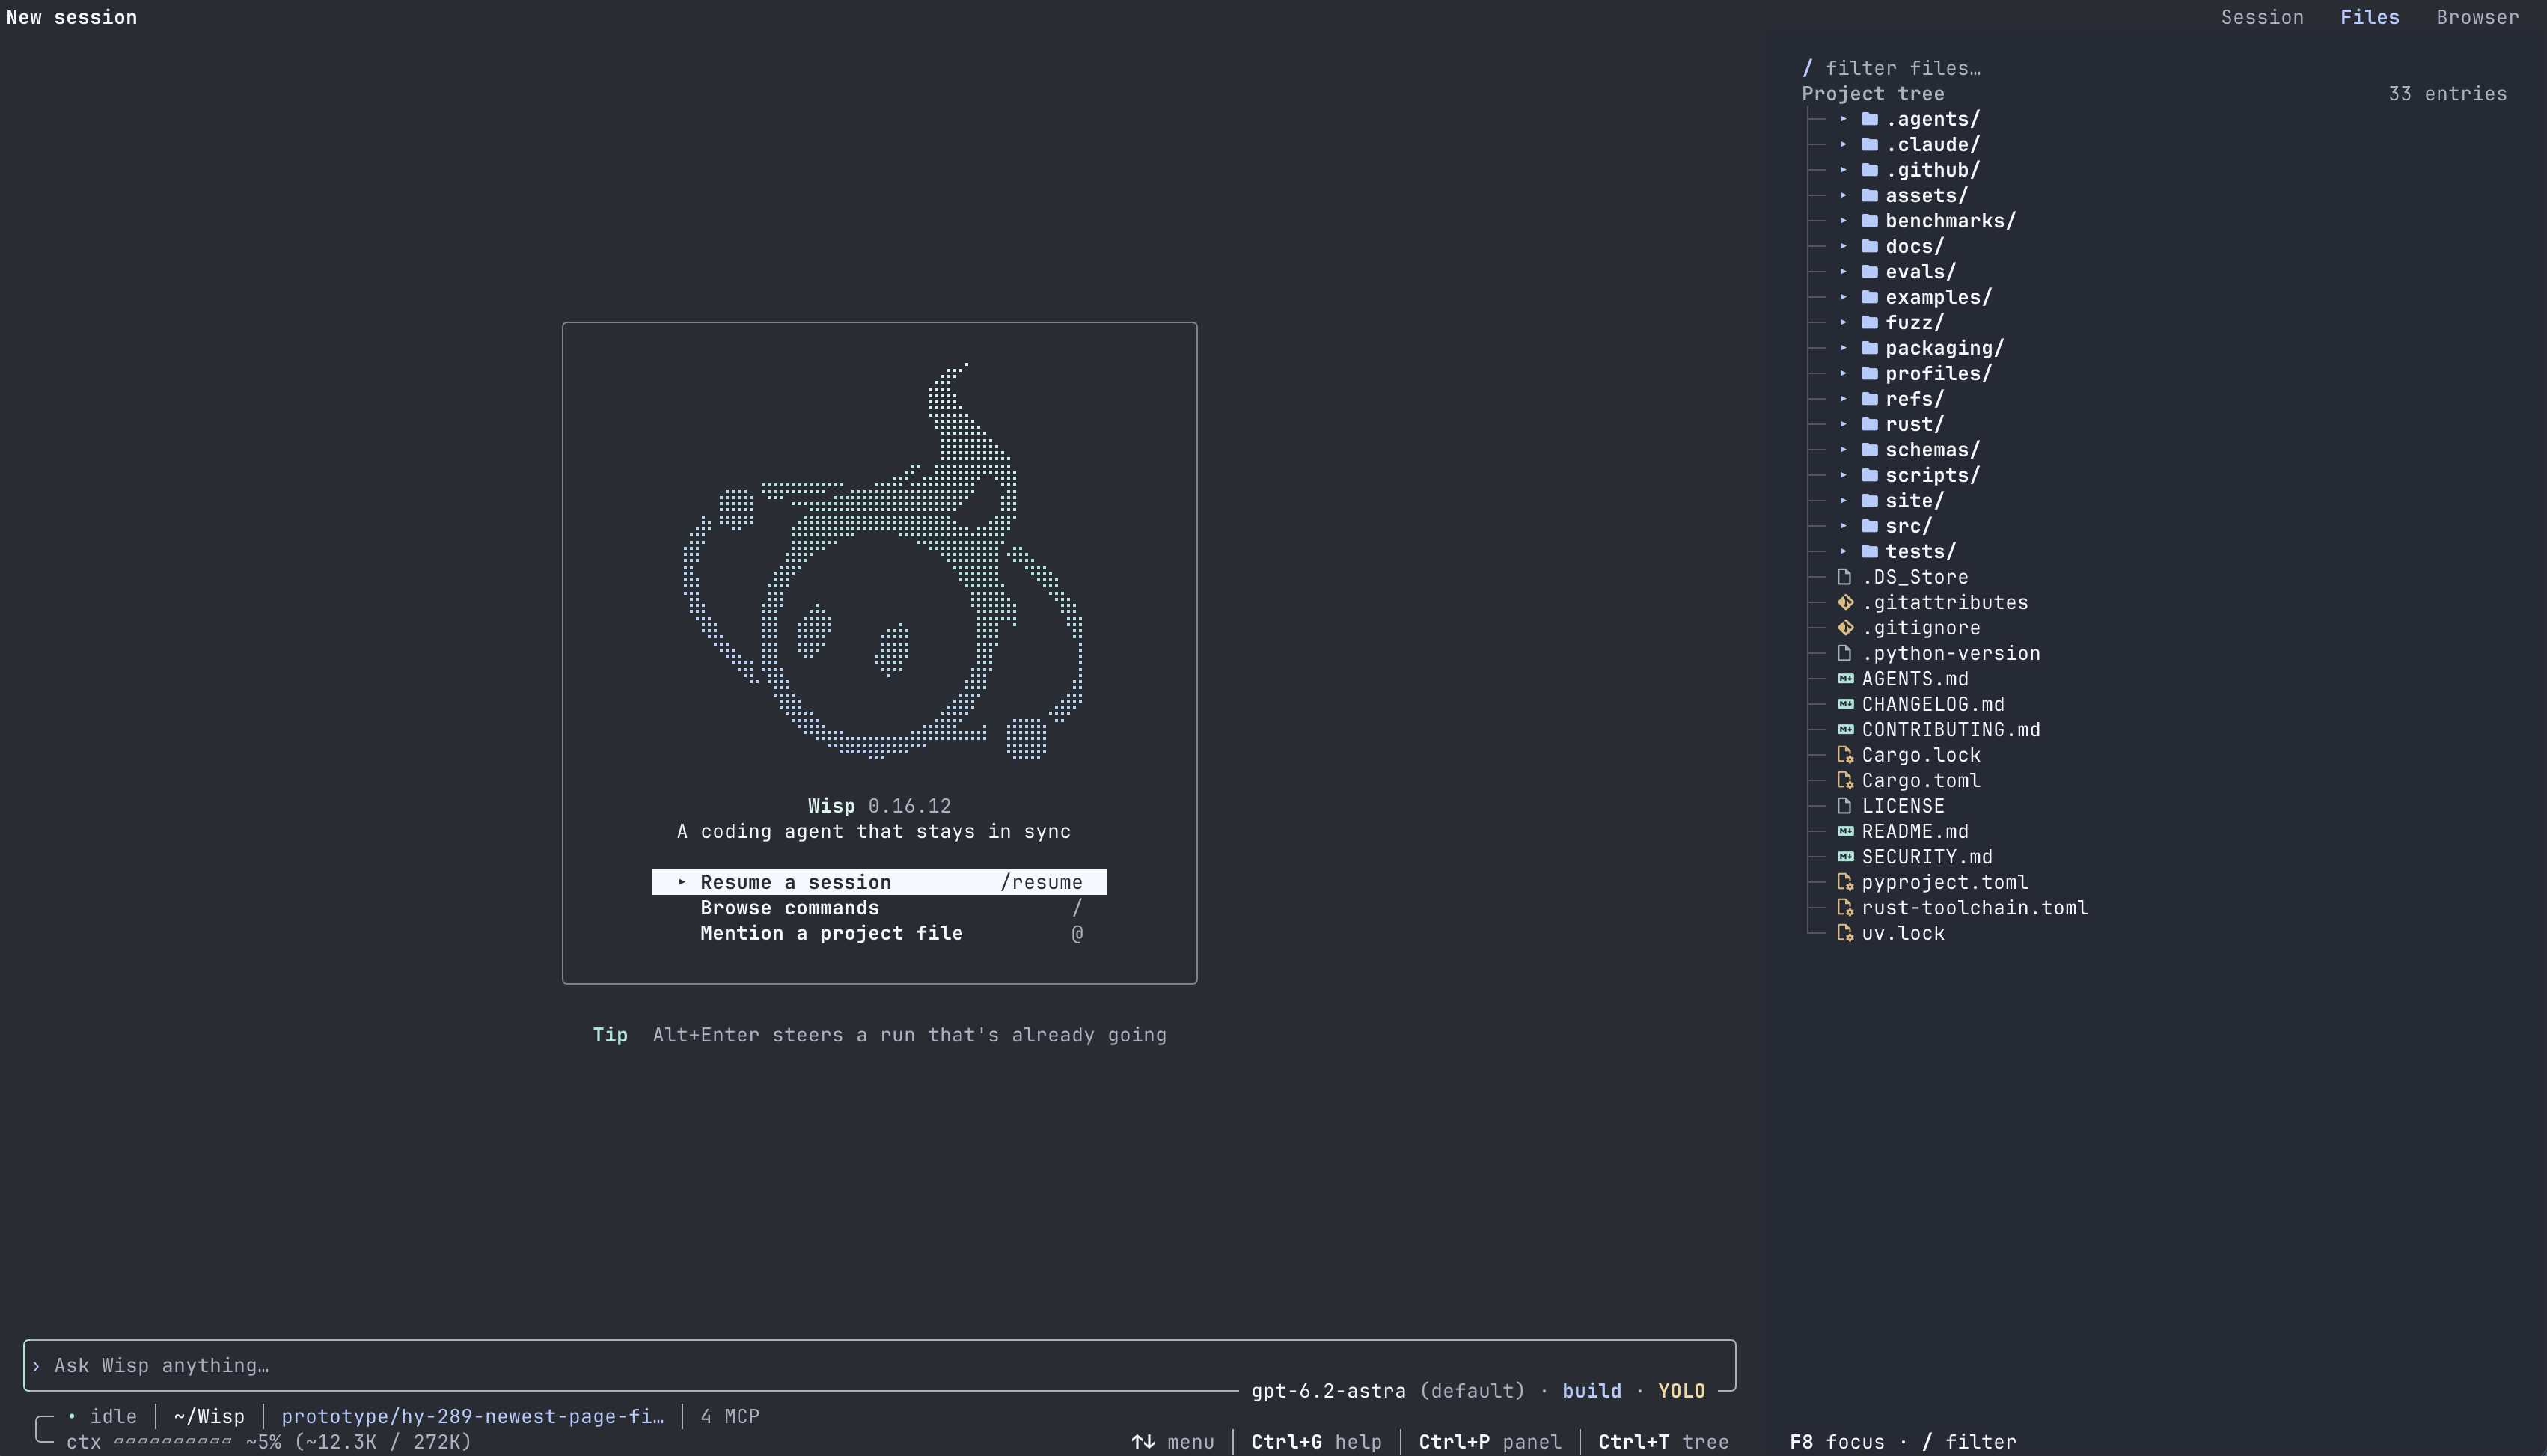 New session
Session Files Browser
/ filter files…
Project tree 33 entries
▸ .agents/
▸ .claude/
▸ .github/
▸ assets/
▸ benchmarks/
▸ docs/
▸ evals/
▸ examples/
▸ fuzz/
▸ packaging/
▸ profiles/
▸ refs/
▸ rust/
▸ schemas/
▸ scripts/
▸ site/
▸ src/
▸ tests/
.DS_Store
.gitattributes
.gitignore
.python-version
AGENTS.md
CHANGELOG.md
CONTRIBUTING.md
Cargo.lock
Cargo.toml
LICENSE
README.md
SECURITY.md
pyproject.toml
rust-toolchain.toml
uv.lock
Wisp 0.16.12
A coding agent that stays in sync
▸ Resume a session /resume
Browse commands /
Mention a project file @
Tip Alt+Enter steers a run that's already going
› Ask Wisp anything…
gpt-6.2-astra (default) · build · YOLO
• idle │ ~/Wisp │ prototype/hy-289-newest-page-fi… │ 4 MCP
ctx ▱▱▱▱▱▱▱▱▱▱ ~5% (~12.3K / 272K)
↑↓ menu │ Ctrl+G help │ Ctrl+P panel │ Ctrl+T tree
F8 focus · / filter